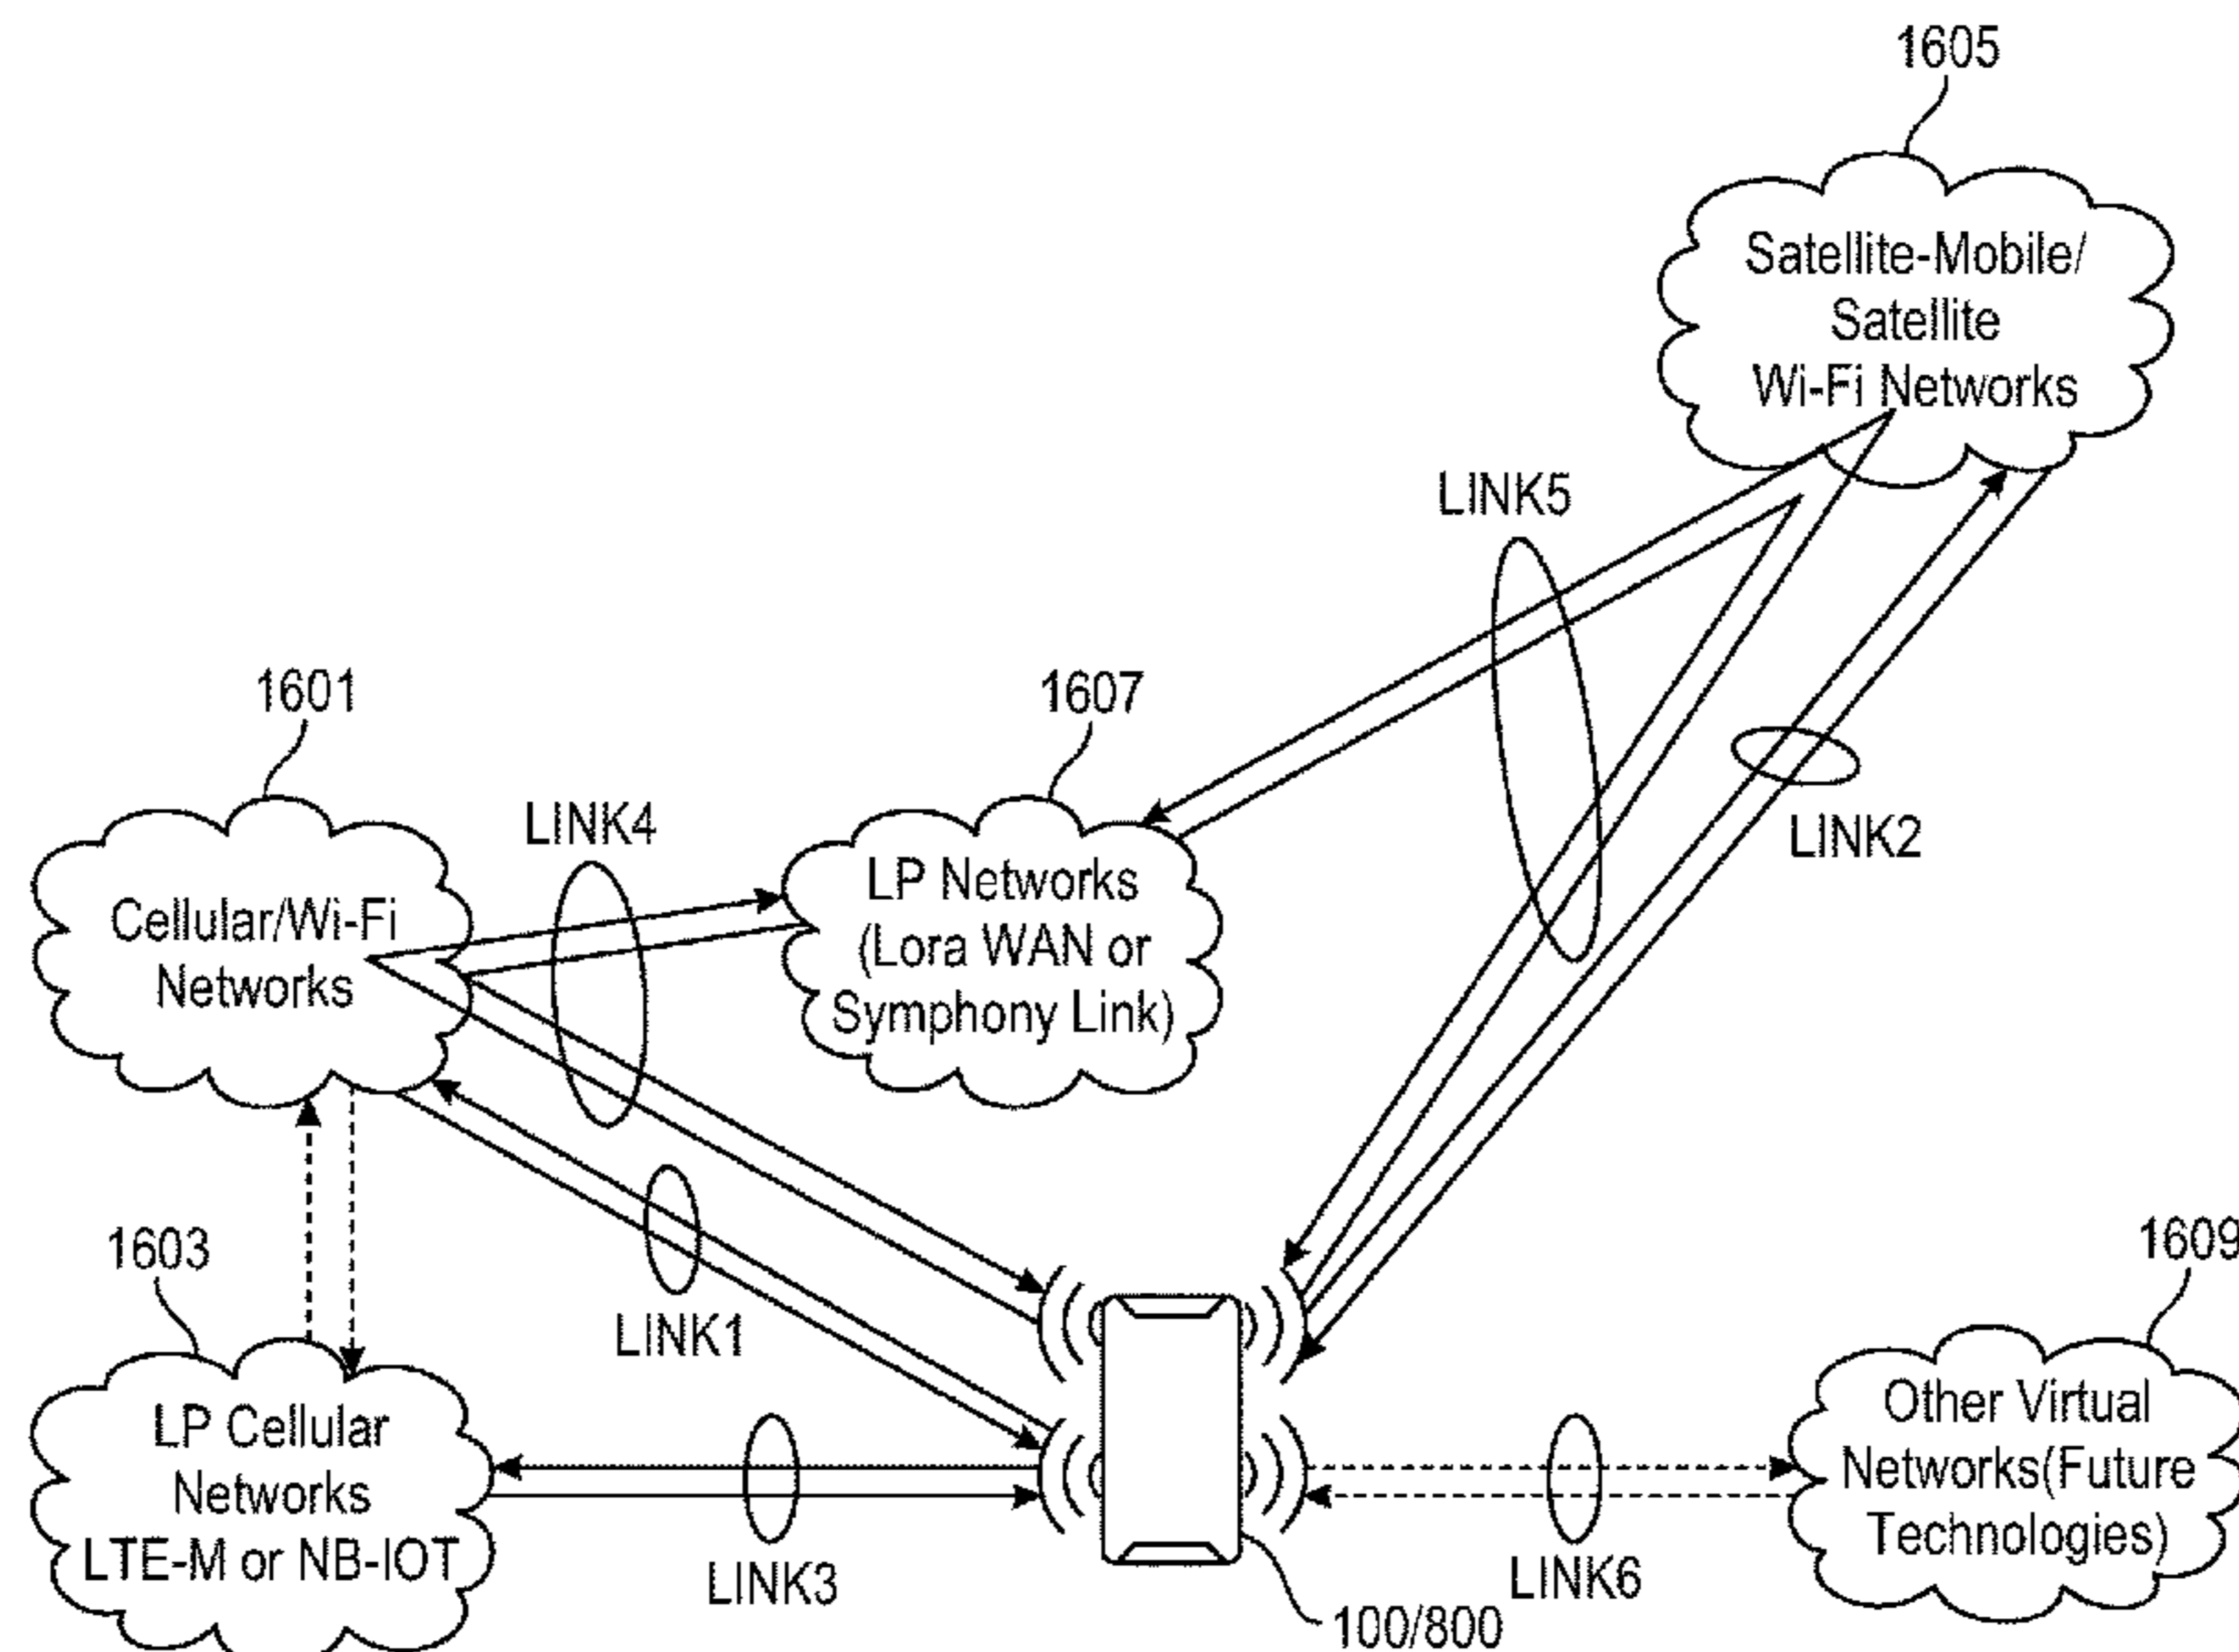 1605
Satellite-Mobile/
Satellite
Wi-Fi Networks
LINK5
1601
1607
LINK4
LINK2
Cellular/Wi-Fi
Networks
LP Networks
(Lora WAN or
Symphony Link)
1603
LINK1
1609
LP Cellular
Networks
LTE-M or NB-IOT
LINK3
Other Virtual
Networks(Future
Technologies)
LINK6
100/800